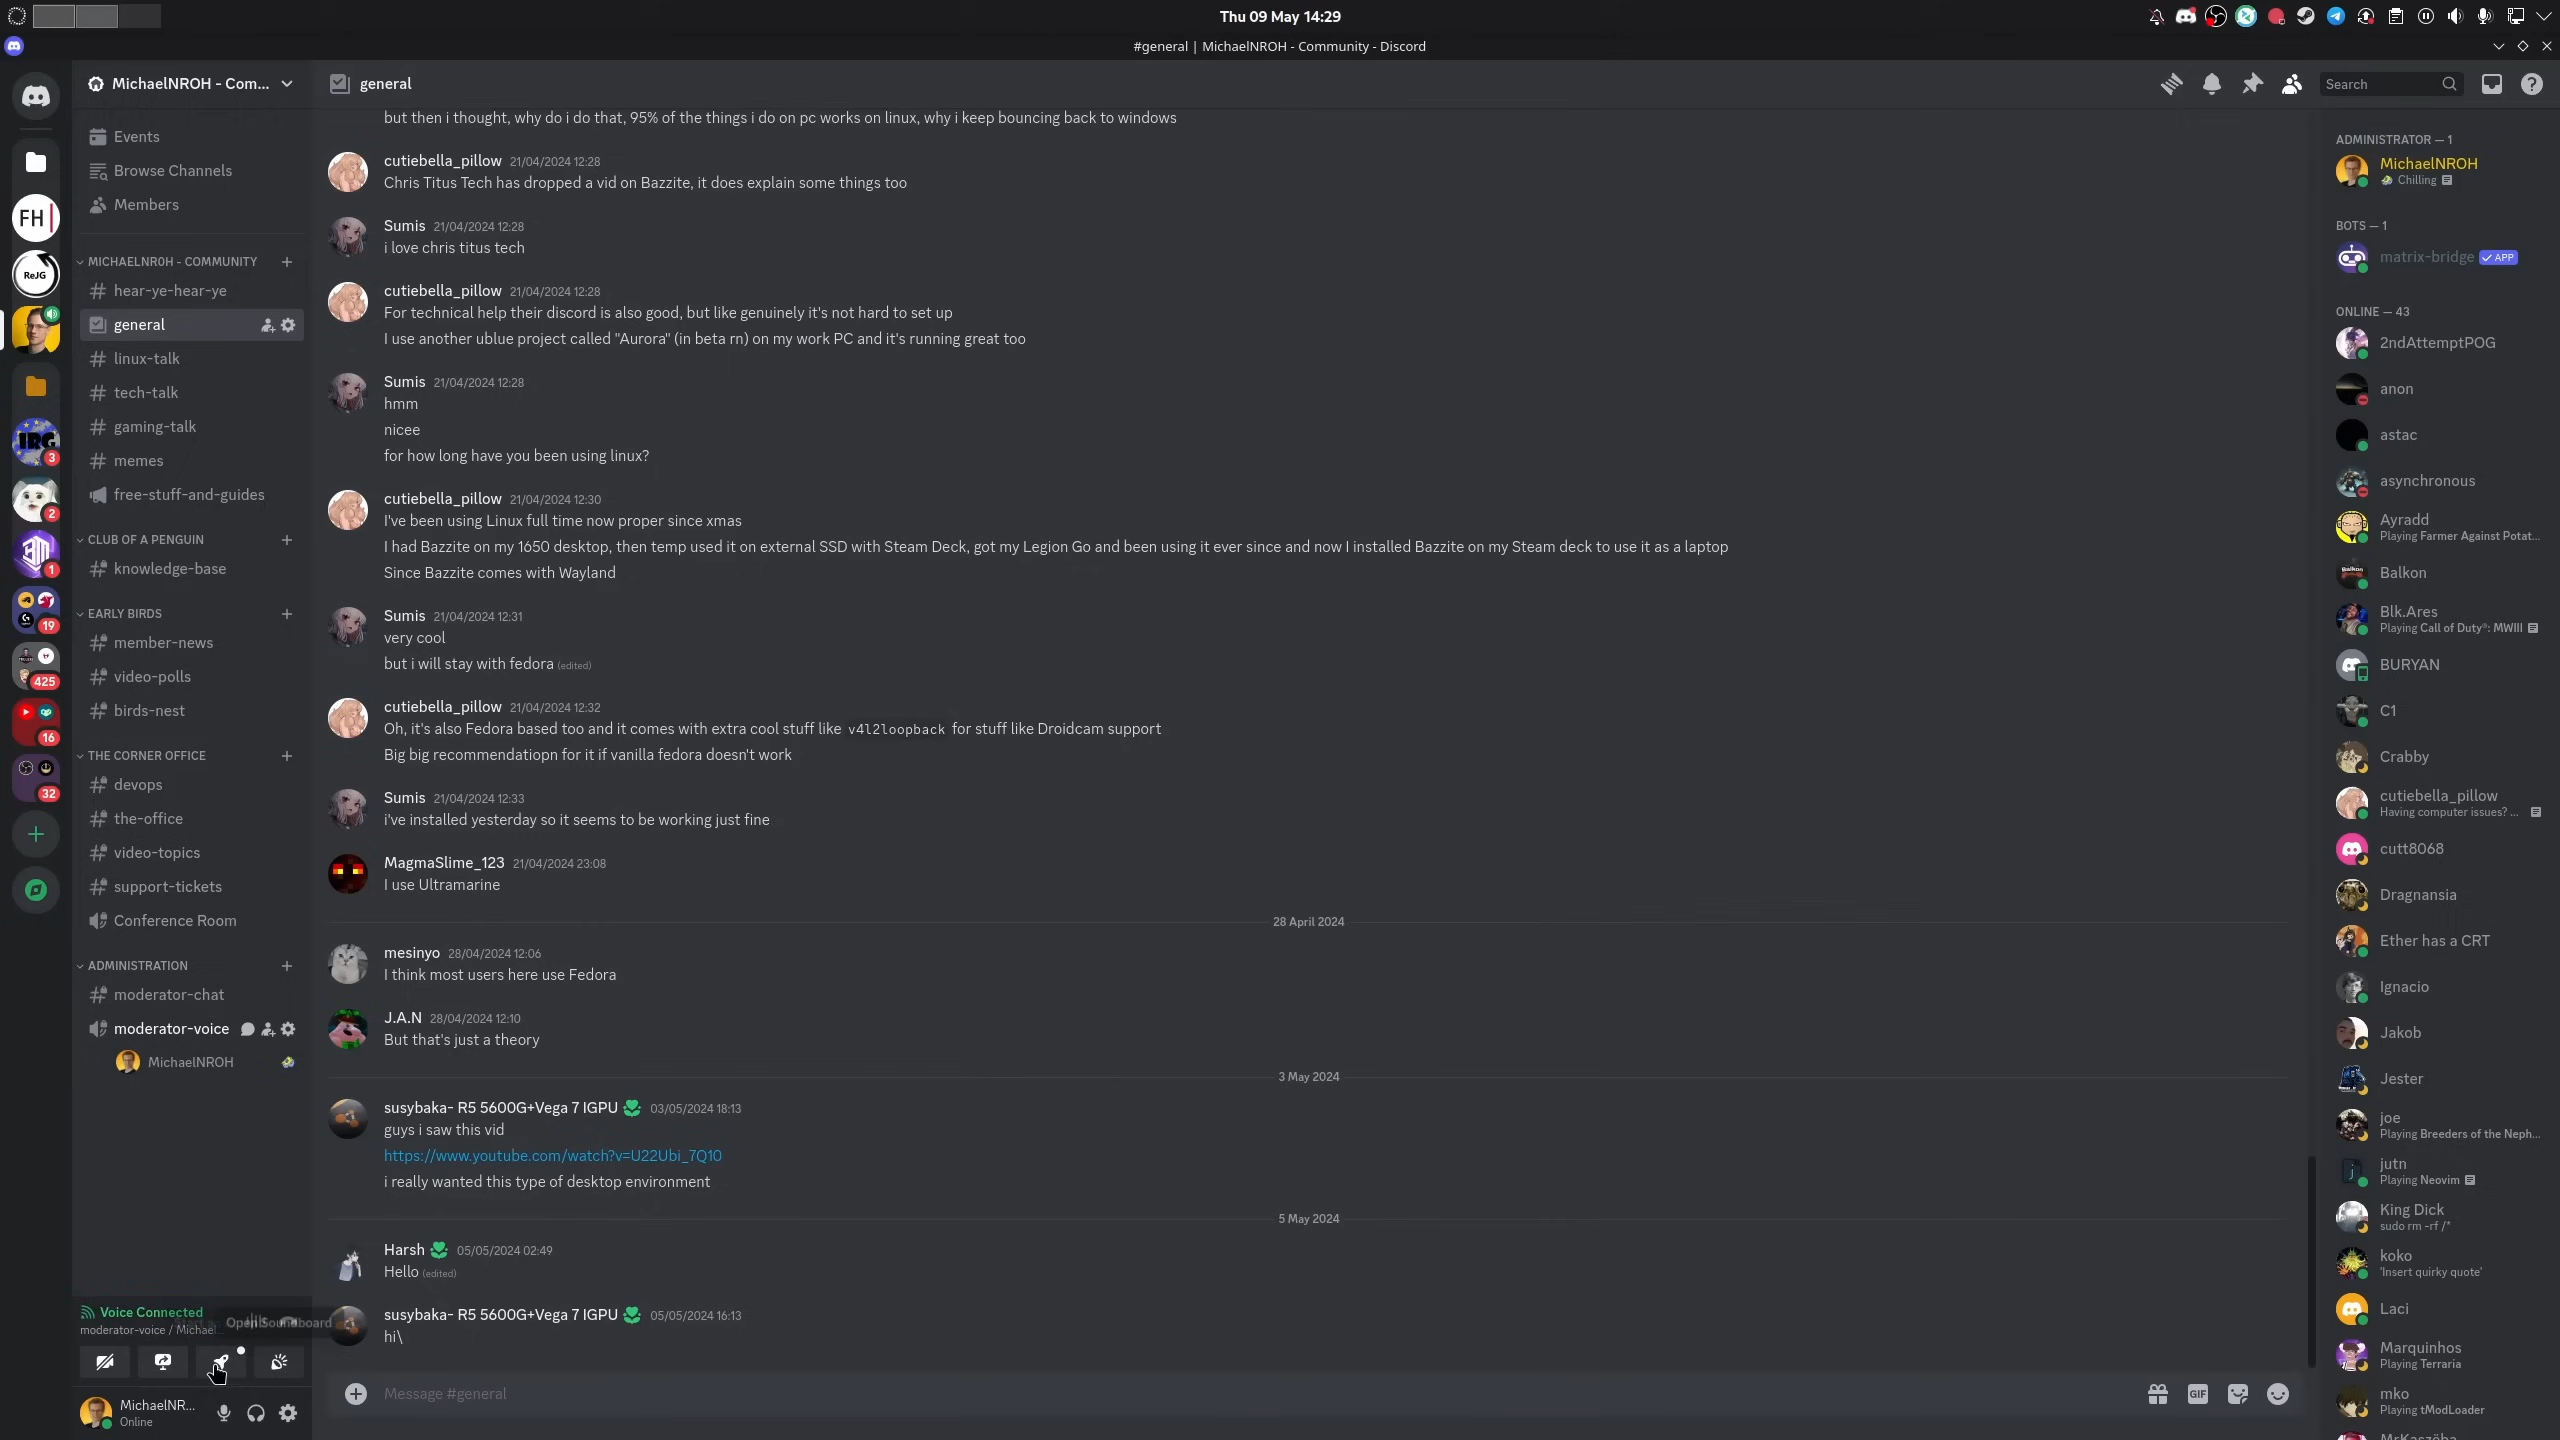 Thu 09 May 14:29
#general | MichaelNROH - Community - Discord
MichaelNROH - Com...
Events
Browse Channels
Members
MICHAELNR0H - COMMUNITY
hear-ye-hear-ye
general
linux-talk
tech-talk
gaming-talk
memes
free-stuff-and-guides
CLUB OF A PENGUIN
knowledge-base
EARLY BIRDS
member-news
video-polls
birds-nest
THE CORNER OFFICE
devops
the-office
video-topics
support-tickets
Conference Room
ADMINISTRATION
moderator-chat
moderator-voice
MichaelNROH
Voice Connected
moderator-voice / Michael
Open Soundboard
MichaelNR...
Online
FH
ReJG
IRG
3
2
1
19
425
16
32
general
Search
but then i thought, why do i do that, 95% of the things i do on pc works on linux, why i keep bouncing back to windows
cutiebella_pillow 21/04/2024 12:28
Chris Titus Tech has dropped a vid on Bazzite, it does explain some things too
Sumis 21/04/2024 12:28
i love chris titus tech
cutiebella_pillow 21/04/2024 12:28
For technical help their discord is also good, but like genuinely it's not hard to set up
I use another ublue project called "Aurora" (in beta rn) on my work PC and it's running great too
Sumis 21/04/2024 12:28
hmm
nicee
for how long have you been using linux?
cutiebella_pillow 21/04/2024 12:30
I've been using Linux full time now proper since xmas
I had Bazzite on my 1650 desktop, then temp used it on external SSD with Steam Deck, got my Legion Go and been using it ever since and now I installed Bazzite on my Steam deck to use it as a laptop
Since Bazzite comes with Wayland
Sumis 21/04/2024 12:31
very cool
but i will stay with fedora (edited)
cutiebella_pillow 21/04/2024 12:32
Oh, it's also Fedora based too and it comes with extra cool stuff like v4l2loopback for stuff like Droidcam support
Big big recommendatiopn for it if vanilla fedora doesn't work
Sumis 21/04/2024 12:33
i've installed yesterday so it seems to be working just fine
MagmaSlime_123 21/04/2024 23:08
I use Ultramarine
28 April 2024
mesinyo 28/04/2024 12:06
I think most users here use Fedora
J.A.N 28/04/2024 12:10
But that's just a theory
3 May 2024
susybaka- R5 5600G+Vega 7 IGPU 03/05/2024 18:13
guys i saw this vid
https://www.youtube.com/watch?v=U22Ubi_7Q10
i really wanted this type of desktop environment
5 May 2024
Harsh 05/05/2024 02:49
Hello (edited)
susybaka- R5 5600G+Vega 7 IGPU 05/05/2024 16:13
hi\
Message #general
GIF
ADMINISTRATOR — 1
MichaelNROH
Chilling
BOTS — 1
matrix-bridge APP
ONLINE — 43
2ndAttemptPOG
anon
astac
asynchronous
Ayradd
Playing Farmer Against Potat...
Balkon
Blk.Ares
Playing Call of Duty®: MWIII
BURYAN
C1
Crabby
cutiebella_pillow
Having computer issues? ...
cutt8068
Dragnansia
Ether has a CRT
Ignacio
Jakob
Jester
joe
Playing Breeders of the Neph...
jutn
Playing Neovim
King Dick
sudo rm -rf /*
koko
'Insert quirky quote'
Laci
Marquinhos
Playing Terraria
mko
Playing tModLoader